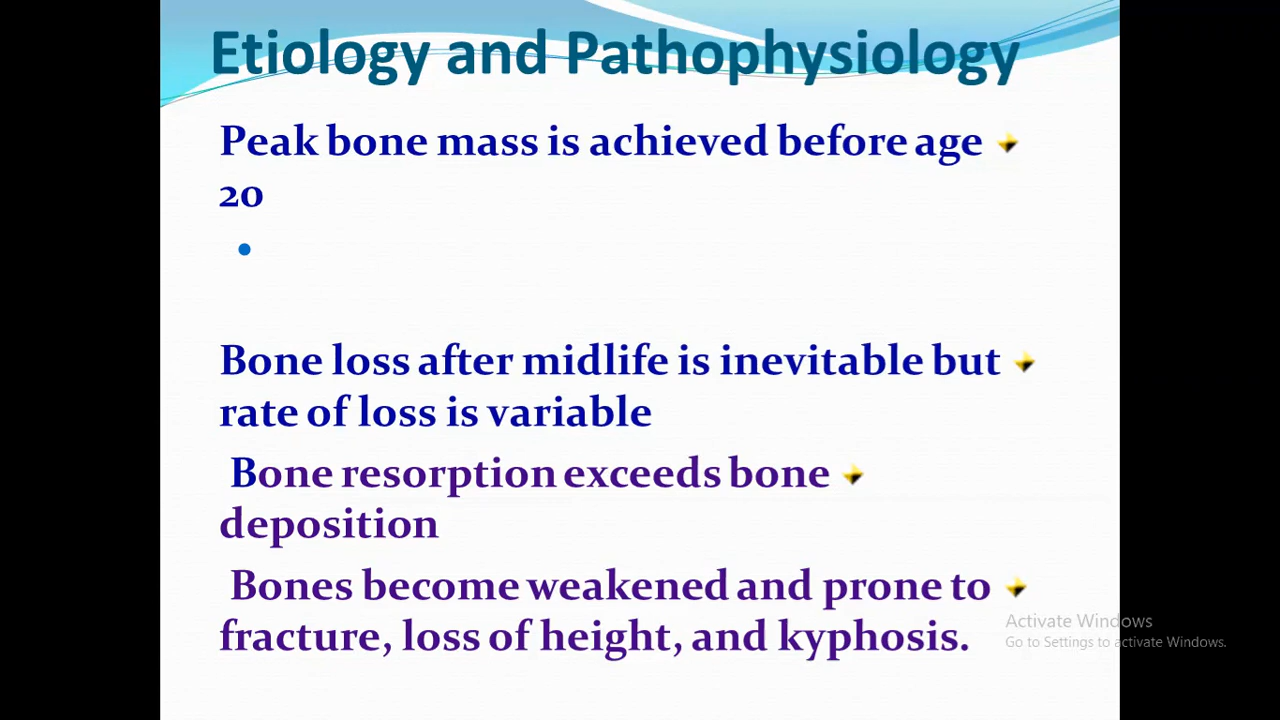 Etiology and Pathophysiology
Peak bone mass is achieved before age
20
Bone loss after midlife is inevitable but
rate of loss is variable
Bone resorption exceeds bone
deposition
Bones become weakened and prone to
fracture, loss of height, and kyphosis.
Activate Windows
Go to Settings to activate Windows.